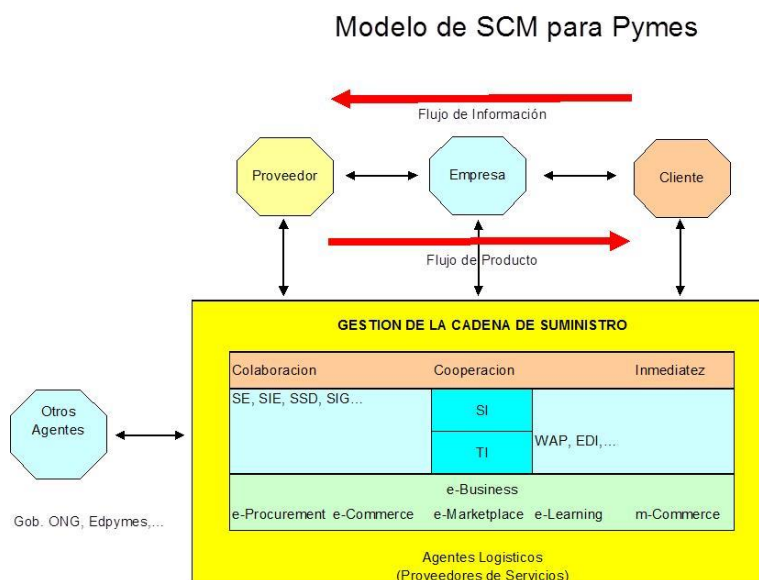 Modelo de SCM para Pymes
Flujo de Información
Proveedor
Empresa
Cliente
Flujo de Producto
GESTION DE LA CADENA DE SUMINISTRO
Colaboracion Cooperacion Inmediatez
Otros
Agentes
SE, SIE, SSD, SIG...
SI
TI
WAP, EDI,...
e-Business
e-Procurement e-Commerce e-Marketplace e-Learning m-Commerce
Gob. ONG, Edpymes,...
Agentes Logisticos
(Proveedores de Servicios)